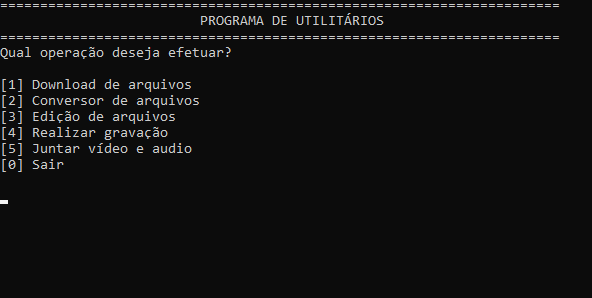 ======================================================================
PROGRAMA DE UTILITÁRIOS
======================================================================
Qual operação deseja efetuar?
[1] Download de arquivos
[2] Conversor de arquivos
[3] Edição de arquivos
[4] Realizar gravação
[5] Juntar vídeo e audio
[0] Sair